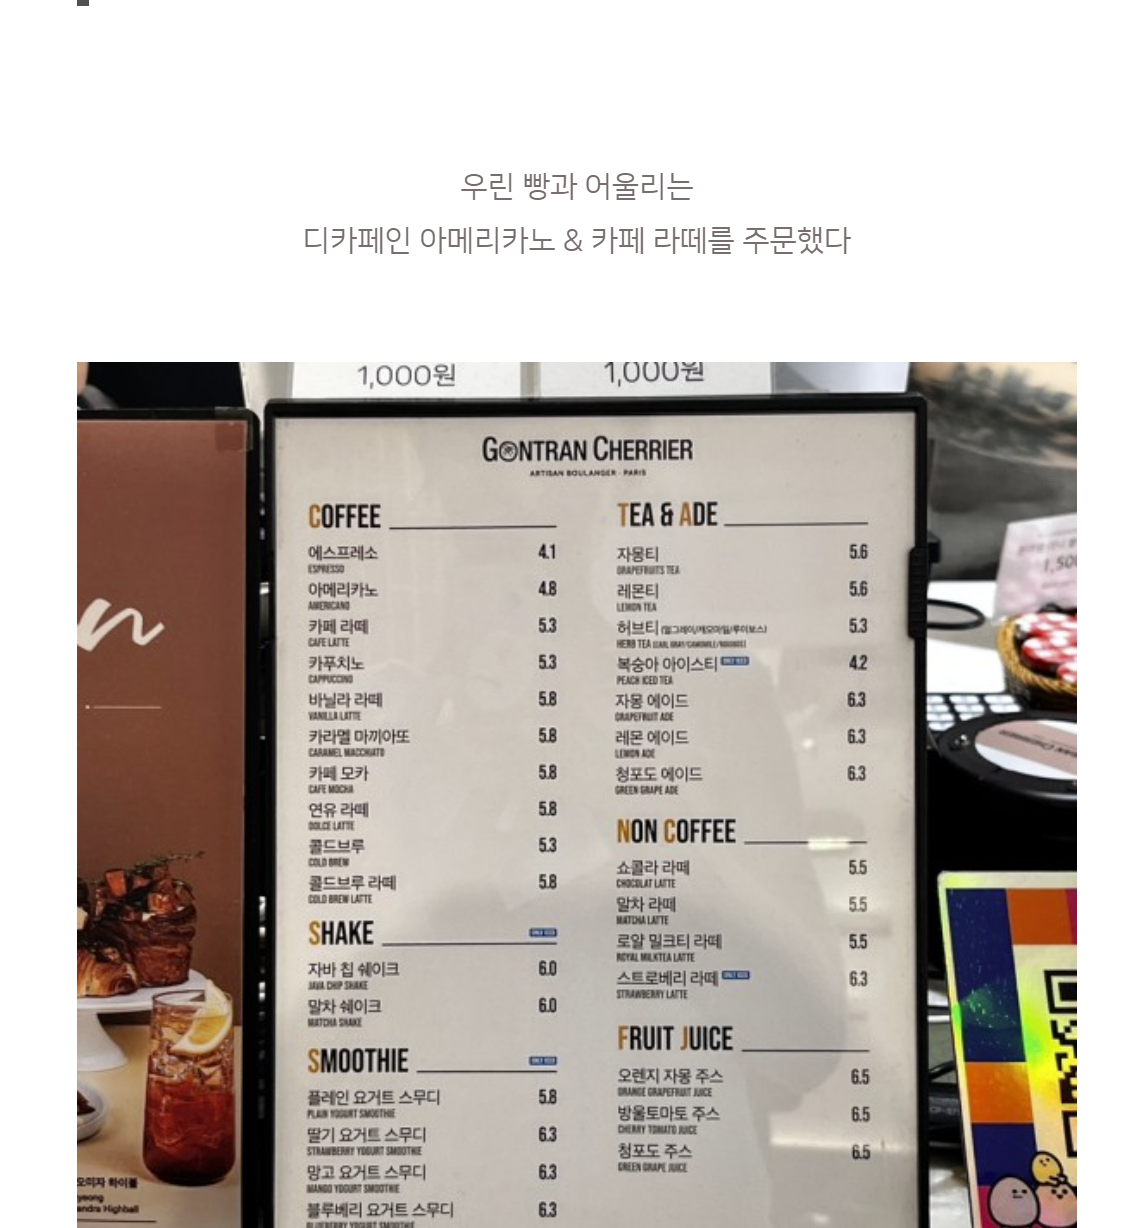 우린 빵과 어울리는
디카페인 아메리카노 & 카페 라떼를 주문했다
1,000원
1,000원
GONTRAN CHERRIER
ARTISAN BOULANGER · PARIS
COFFEE
에스프레소 4.1
ESPRESSO
아메리카노 4.8
AMERICANO
카페 라떼 5.3
CAFE LATTE
카푸치노 5.3
CAPPUCCINO
바닐라 라떼 5.8
VANILLA LATTE
카라멜 마끼아또 5.8
CARAMEL MACCHIATO
카페 모카 5.8
CAFE MOCHA
연유 라떼 5.8
DOLCE LATTE
콜드브루 5.3
COLD BREW
콜드브루 라떼 5.8
COLD BREW LATTE
SHAKE ONLY ICED
자바 칩 쉐이크 6.0
JAVA CHIP SHAKE
말차 쉐이크 6.0
MATCHA SHAKE
SMOOTHIE ONLY ICED
플레인 요거트 스무디 5.8
PLAIN YOGURT SMOOTHIE
딸기 요거트 스무디 6.3
STRAWBERRY YOGURT SMOOTHIE
망고 요거트 스무디 6.3
MANGO YOGURT SMOOTHIE
블루베리 요거트 스무디 6.3
BLUEBERRY YOGURT SMOOTHIE
TEA & ADE
자몽티 5.6
GRAPEFRUITS TEA
레몬티 5.6
LEMON TEA
허브티 (얼그레이/캐모마일/루이보스) 5.3
HERB TEA (EARL GRAY/CAMOMILE/ROOIBOS)
복숭아 아이스티 ONLY ICED 4.2
PEACH ICED TEA
자몽 에이드 6.3
GRAPEFRUIT ADE
레몬 에이드 6.3
LEMON ADE
청포도 에이드 6.3
GREEN GRAPE ADE
NON COFFEE
쇼콜라 라떼 5.5
CHOCOLAT LATTE
말차 라떼 5.5
MATCHA LATTE
로얄 밀크티 라떼 5.5
ROYAL MILKTEA LATTE
스트로베리 라떼 ONLY ICED 6.3
STRAWBERRY LATTE
FRUIT JUICE
오렌지 자몽 주스 6.5
ORANGE GRAPEFRUIT JUICE
방울토마토 주스 6.5
CHERRY TOMATO JUICE
청포도 주스 6.5
GREEN GRAPE JUICE
오미자 하이볼
yeong
andra Highball
1,500